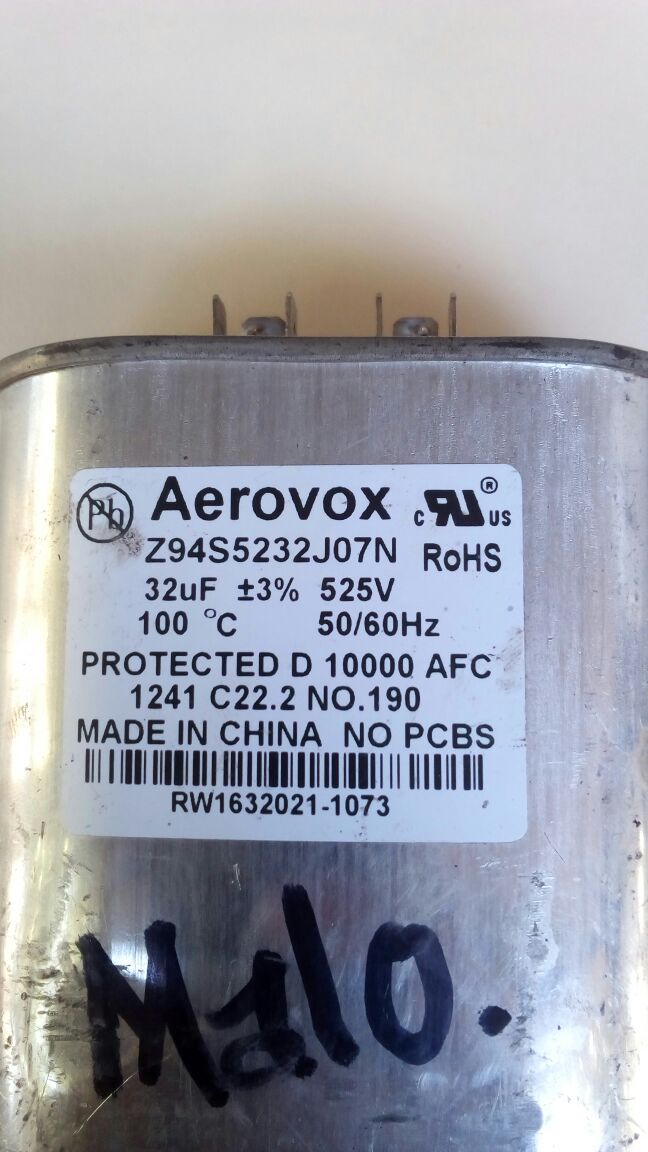 Pb Aerovox ® c RU US
Z94S5232J07N RoHS
32uF ±3% 525V
100 °C 50/60Hz
PROTECTED D 10000 AFC
1241 C22.2 NO.190
MADE IN CHINA NO PCBS
RW1632021-1073
Malo.